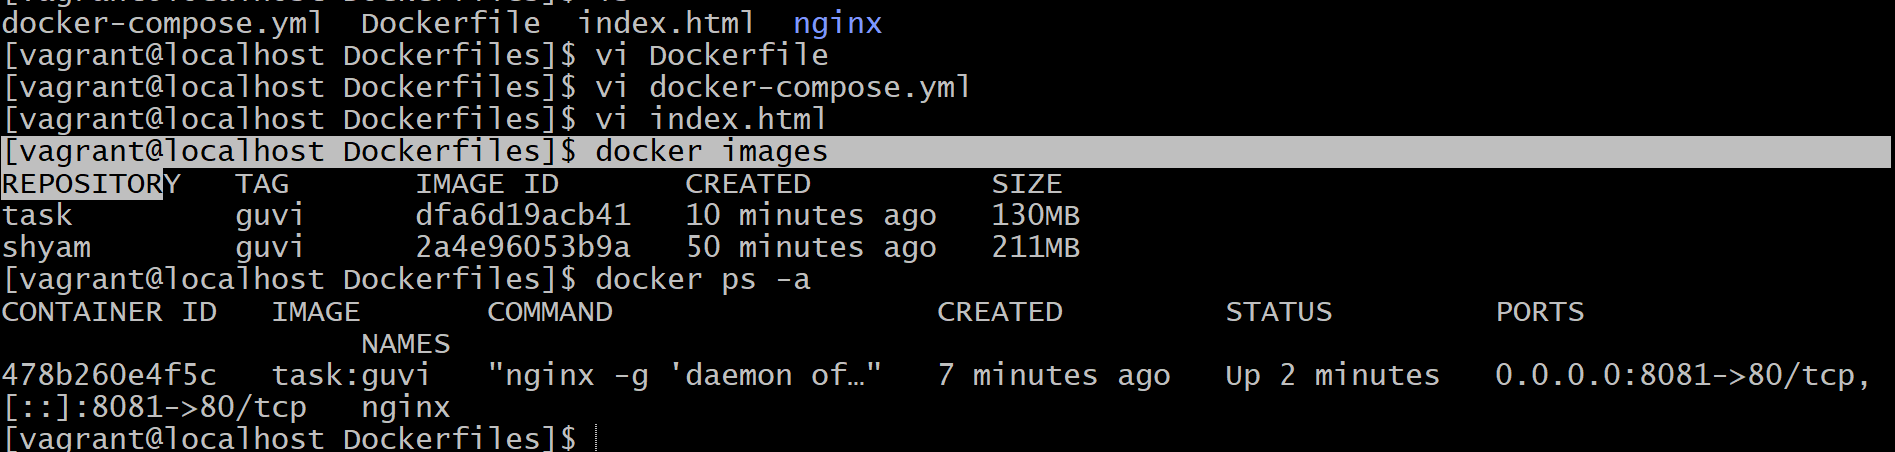 docker-compose.yml  Dockerfile  index.html  nginx
[vagrant@localhost Dockerfiles]$ vi Dockerfile
[vagrant@localhost Dockerfiles]$ vi docker-compose.yml
[vagrant@localhost Dockerfiles]$ vi index.html
[vagrant@localhost Dockerfiles]$ docker images
REPOSITORY   TAG       IMAGE ID       CREATED          SIZE
task         guvi      dfa6d19acb41   10 minutes ago   130MB
shyam        guvi      2a4e96053b9a   50 minutes ago   211MB
[vagrant@localhost Dockerfiles]$ docker ps -a
CONTAINER ID   IMAGE       COMMAND                  CREATED         STATUS         PORTS
                    NAMES
478b260e4f5c   task:guvi   "nginx -g 'daemon of…"   7 minutes ago   Up 2 minutes   0.0.0.0:8081->80/tcp,
[::]:8081->80/tcp   nginx
[vagrant@localhost Dockerfiles]$